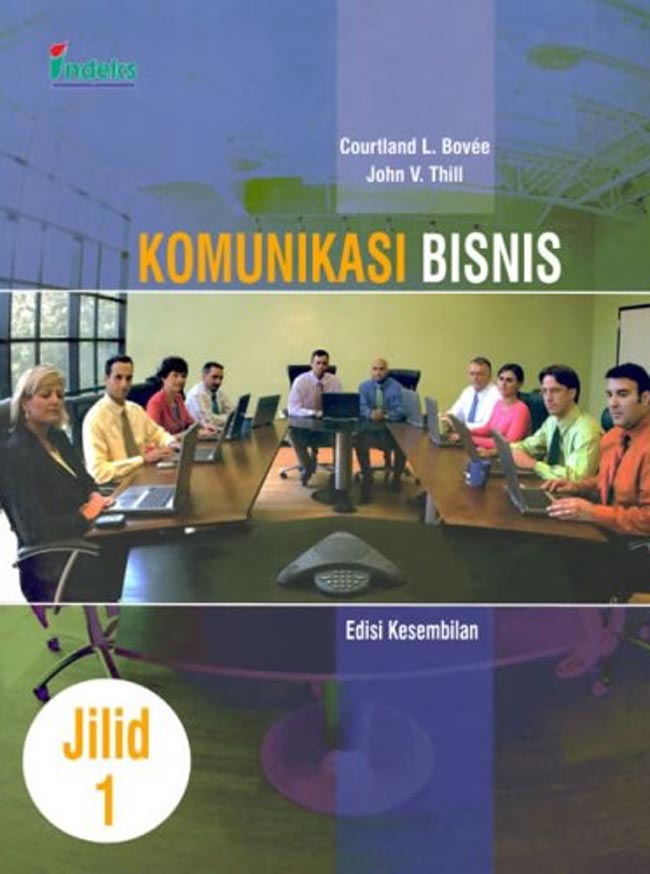 indeks
Courtland L. Bovée
John V. Thill
KOMUNIKASI BISNIS
Edisi Kesembilan
Jilid
1